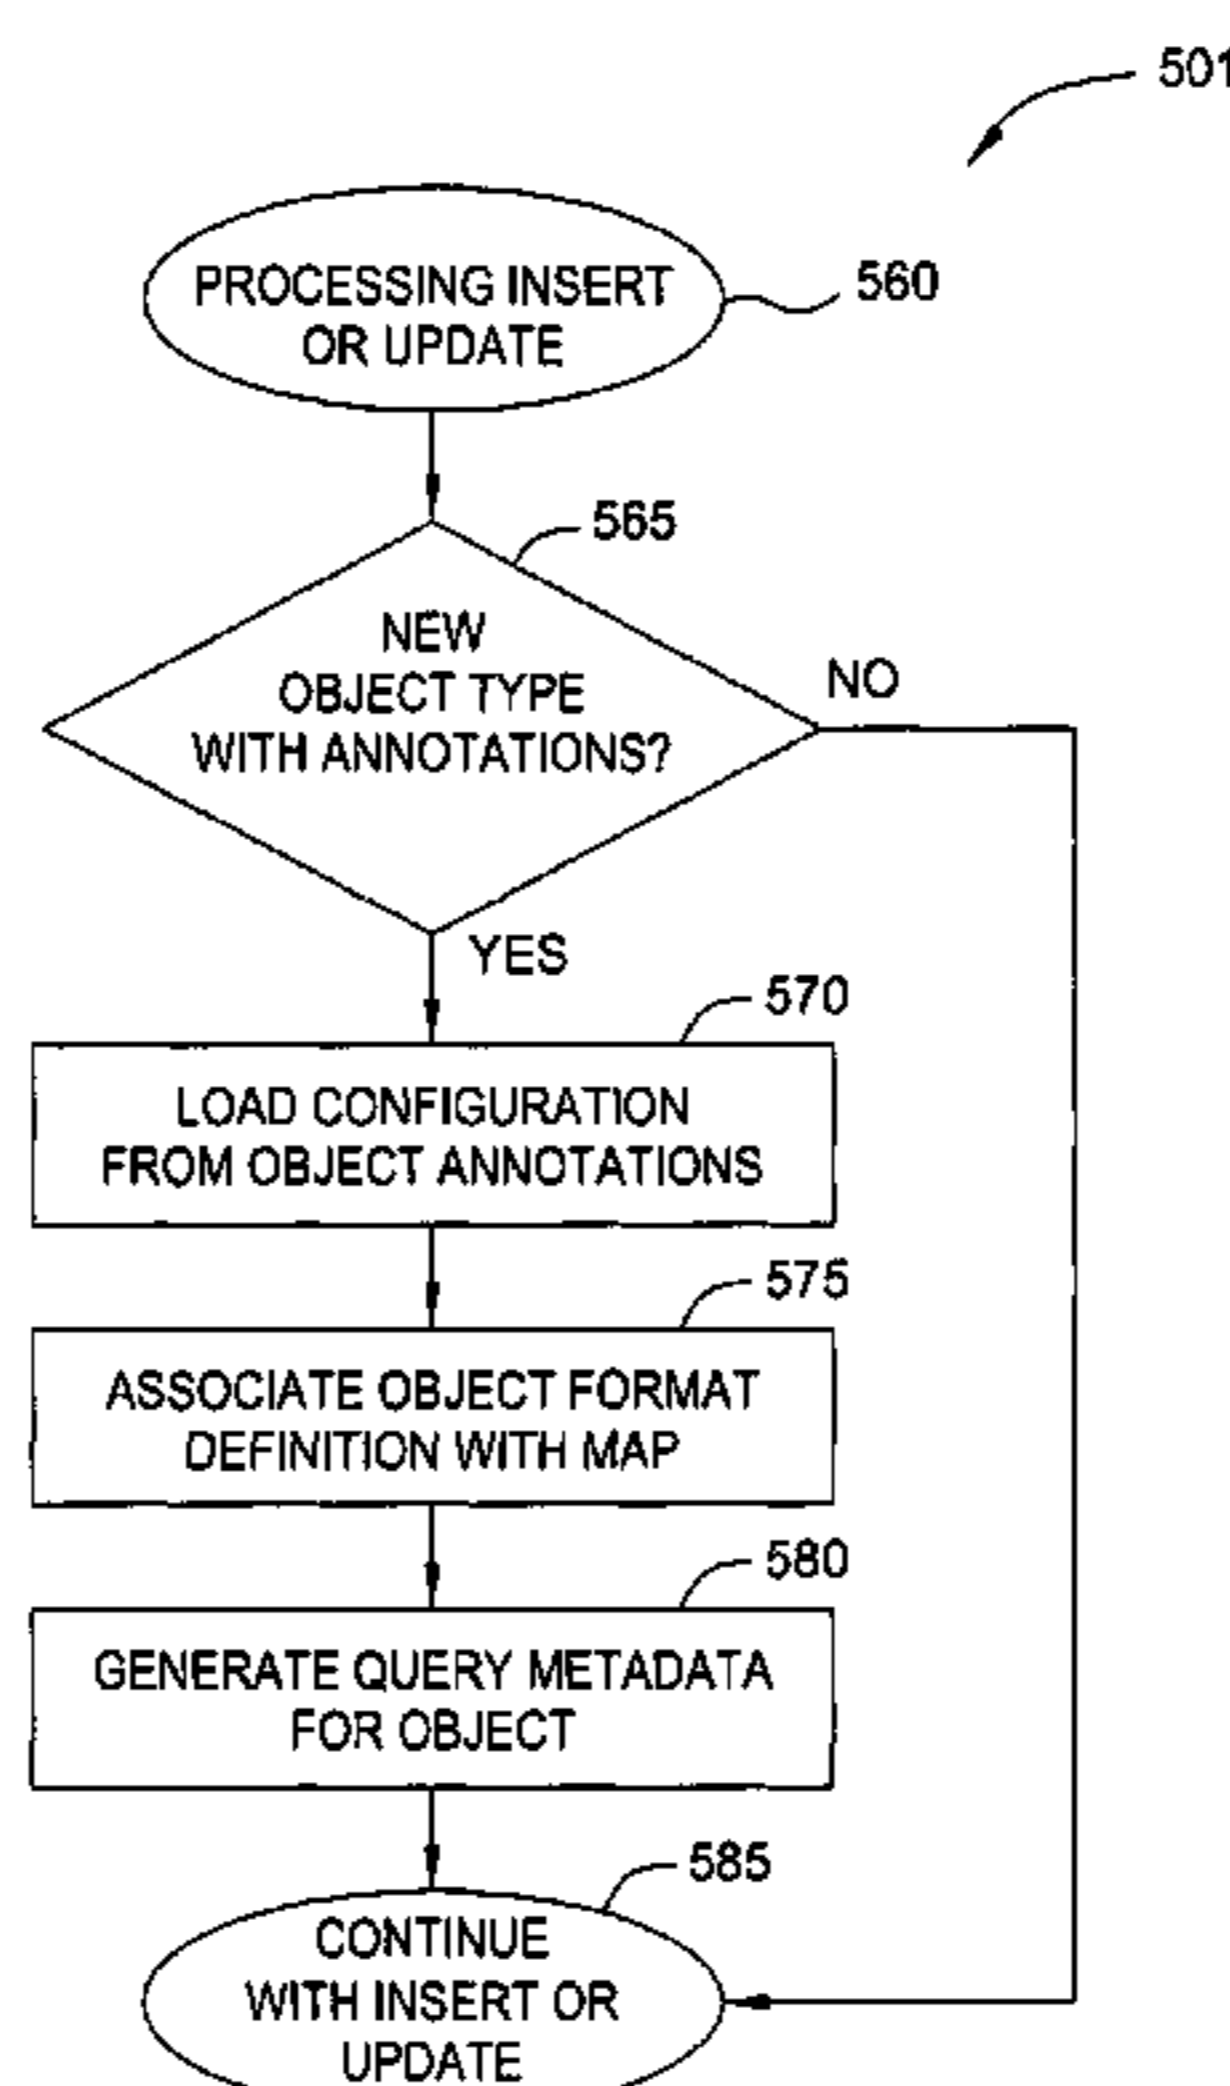 501
PROCESSING INSERT
OR UPDATE
560
565
NEW
OBJECT TYPE
WITH ANNOTATIONS?
NO
YES
570
LOAD CONFIGURATION
FROM OBJECT ANNOTATIONS
575
ASSOCIATE OBJECT FORMAT
DEFINITION WITH MAP
580
GENERATE QUERY METADATA
FOR OBJECT
585
CONTINUE
WITH INSERT OR
UPDATE